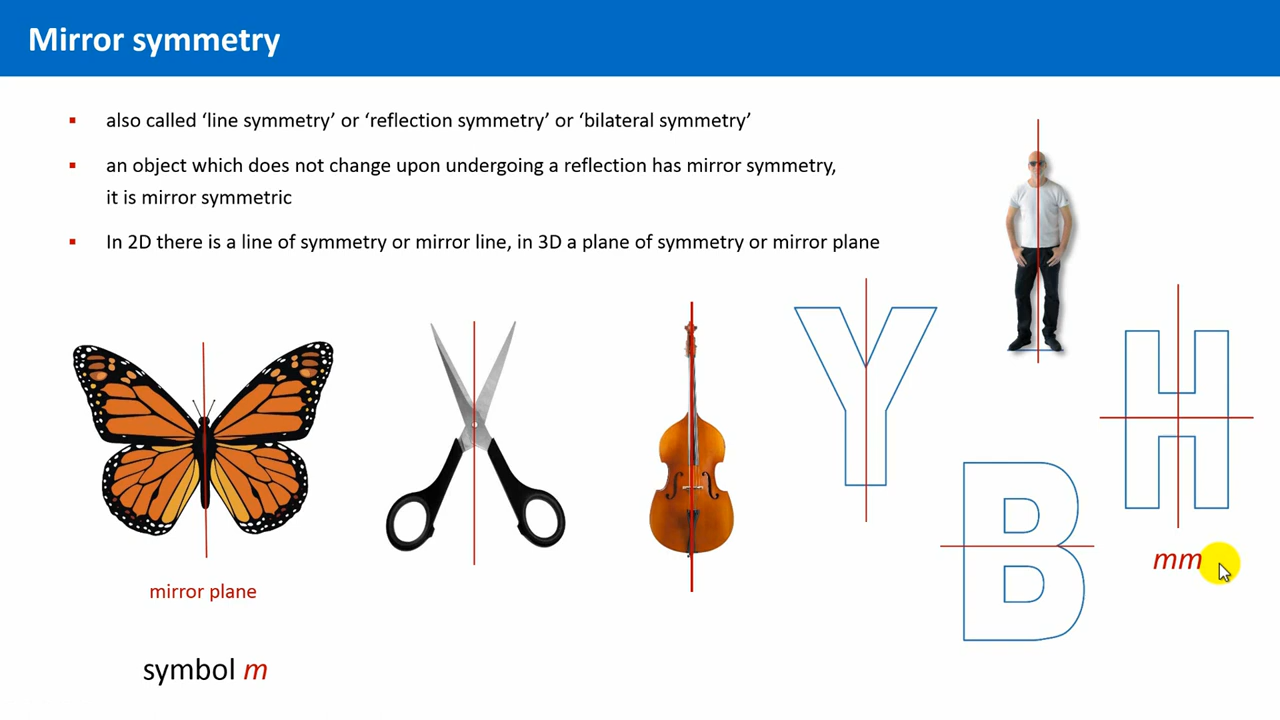 Mirror symmetry
also called ‘line symmetry’ or ‘reflection symmetry’ or ‘bilateral symmetry’
an object which does not change upon undergoing a reflection has mirror symmetry,
it is mirror symmetric
In 2D there is a line of symmetry or mirror line, in 3D a plane of symmetry or mirror plane
Y
H
B
mm
mirror plane
symbol m